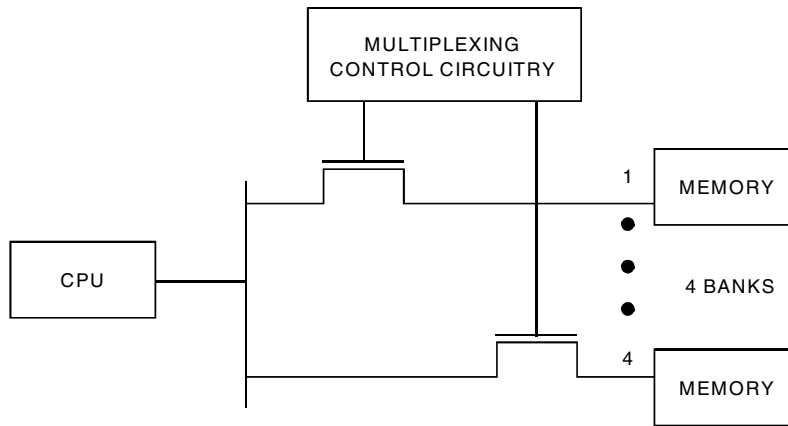 MULTIPLEXING
CONTROL CIRCUITRY
1
MEMORY
CPU
4 BANKS
4
MEMORY